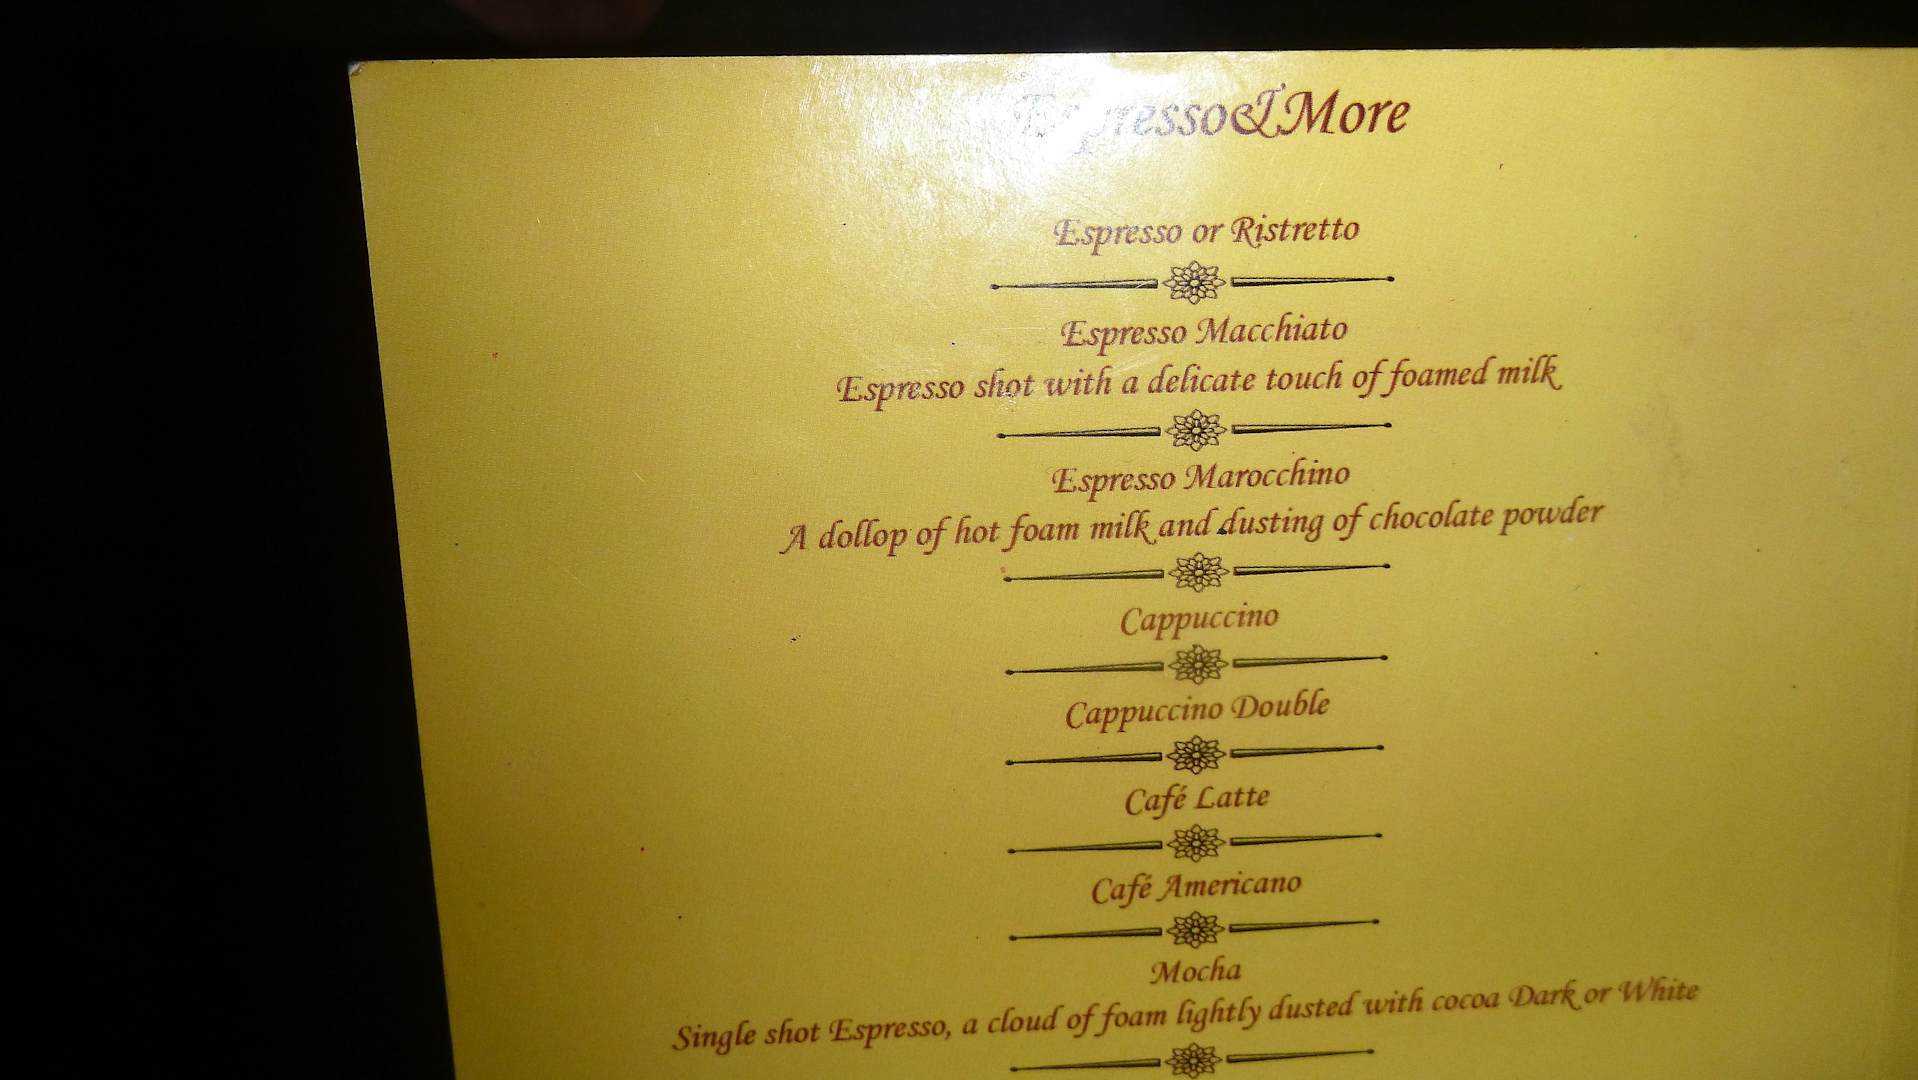 Espresso & More
Espresso or Ristretto
Espresso Macchiato
Espresso shot with a delicate touch of foamed milk
Espresso Marocchino
A dollop of hot foam milk and dusting of chocolate powder
Cappuccino
Cappuccino Double
Café Latte
Café Americano
Mocha
Single shot Espresso, a cloud of foam lightly dusted with cocoa Dark or White